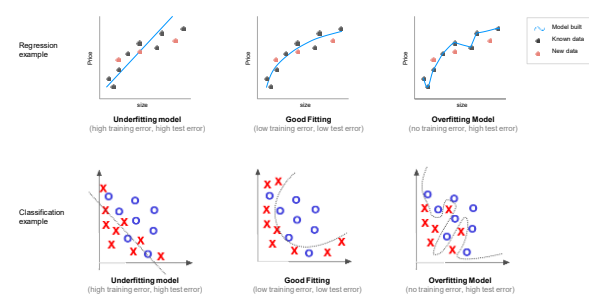 Regression
example
Price
size
Underfitting model
(high training error, high test error)
Price
size
Good Fitting
(low training error, low test error)
Price
size
Overfitting Model
(no training error, high test error)
Model built
Known data
New data
Classification
example
Underfitting model
(high training error, high test error)
Good Fitting
(low training error, low test error)
Overfitting Model
(no training error, high test error)